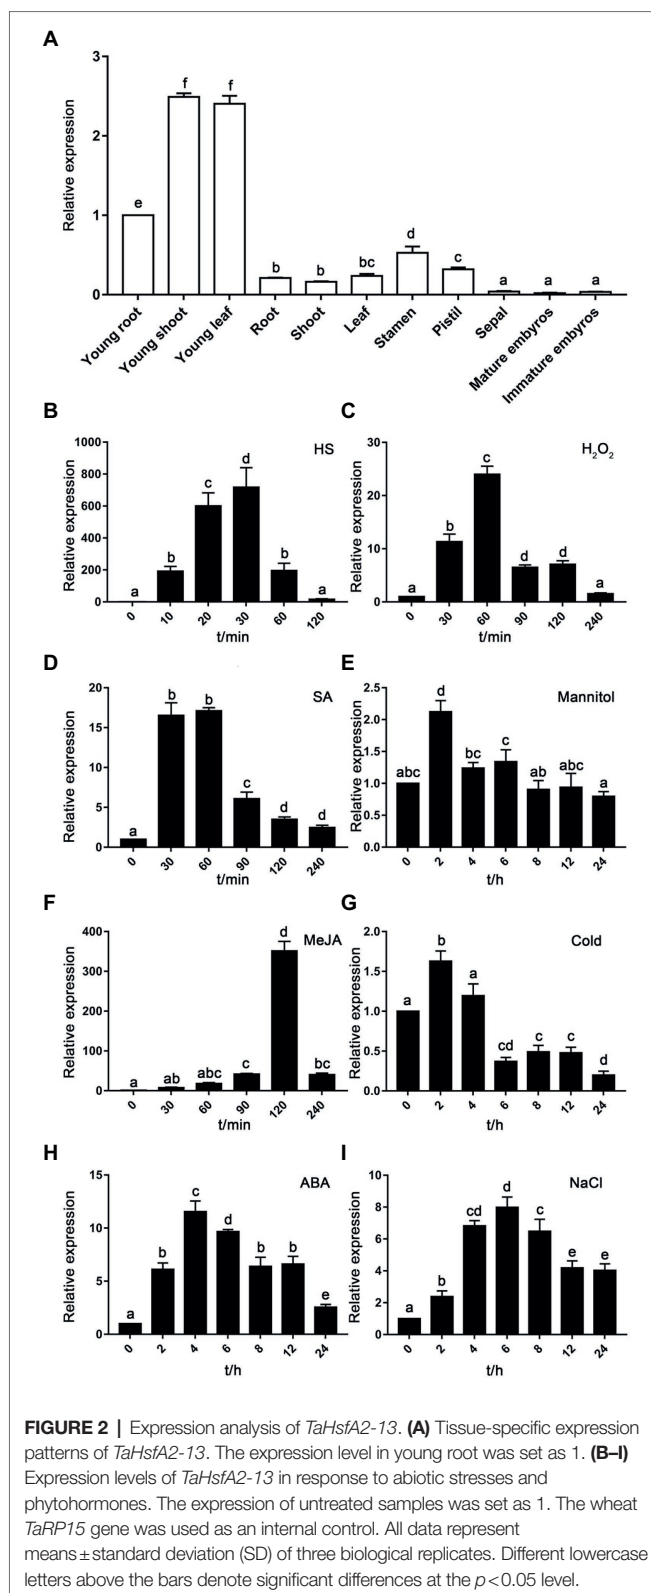 A
Relative expression
3
2
1
0
e
f
f
b
b
bc
d
c
a
a
a
Young root
Young shoot
Young leaf
Root
Shoot
Leaf
Stamen
Pistil
Sepal
Mature embyros
Immature embyros
B
Relative expression
HS
1000
800
600
400
200
0
a
b
c
d
b
a
0
10
20
30
60
120
t/min
C
Relative expression
H₂O₂
30
20
10
0
a
b
c
d
d
a
0
30
60
90
120
240
t/min
D
Relative expression
SA
20
15
10
5
0
a
b
b
c
d
d
0
30
60
90
120
240
t/min
E
Relative expression
Mannitol
2.5
2.0
1.5
1.0
0.5
0.0
abc
d
bc
c
ab
abc
a
0
2
4
6
8
12
24
t/h
F
Relative expression
MeJA
400
300
200
100
0
a
ab
abc
c
d
bc
0
30
60
90
120
240
t/min
G
Relative expression
Cold
2.0
1.5
1.0
0.5
0.0
a
b
a
cd
c
c
d
0
2
4
6
8
12
24
t/h
H
Relative expression
ABA
15
10
5
0
a
b
c
d
b
b
e
0
2
4
6
8
12
24
t/h
I
Relative expression
NaCl
10
8
6
4
2
0
a
b
cd
d
c
e
e
0
2
4
6
8
12
24
t/h
FIGURE 2 | Expression analysis of TaHsfA2-13. (A) Tissue-specific expression
patterns of TaHsfA2-13. The expression level in young root was set as 1. (B–I)
Expression levels of TaHsfA2-13 in response to abiotic stresses and
phytohormones. The expression of untreated samples was set as 1. The wheat
TaRP15 gene was used as an internal control. All data represent
means±standard deviation (SD) of three biological replicates. Different lowercase
letters above the bars denote significant differences at the p<0.05 level.